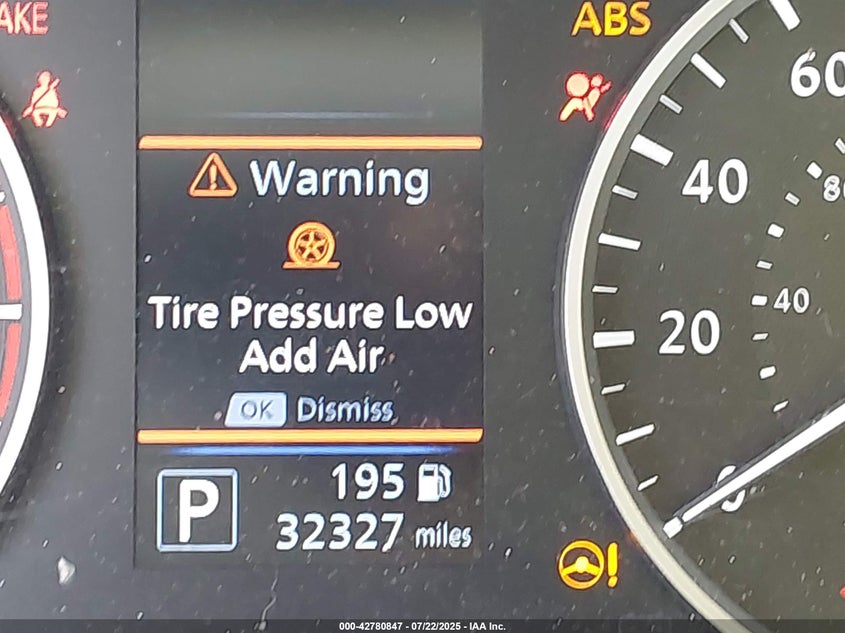 AKE
ABS
Warning
Tire Pressure Low
Add Air
OK Dismiss
P
195
32327 miles
60
40
20
0
40
000-42780847 - 07/22/2025 - IAA Inc.